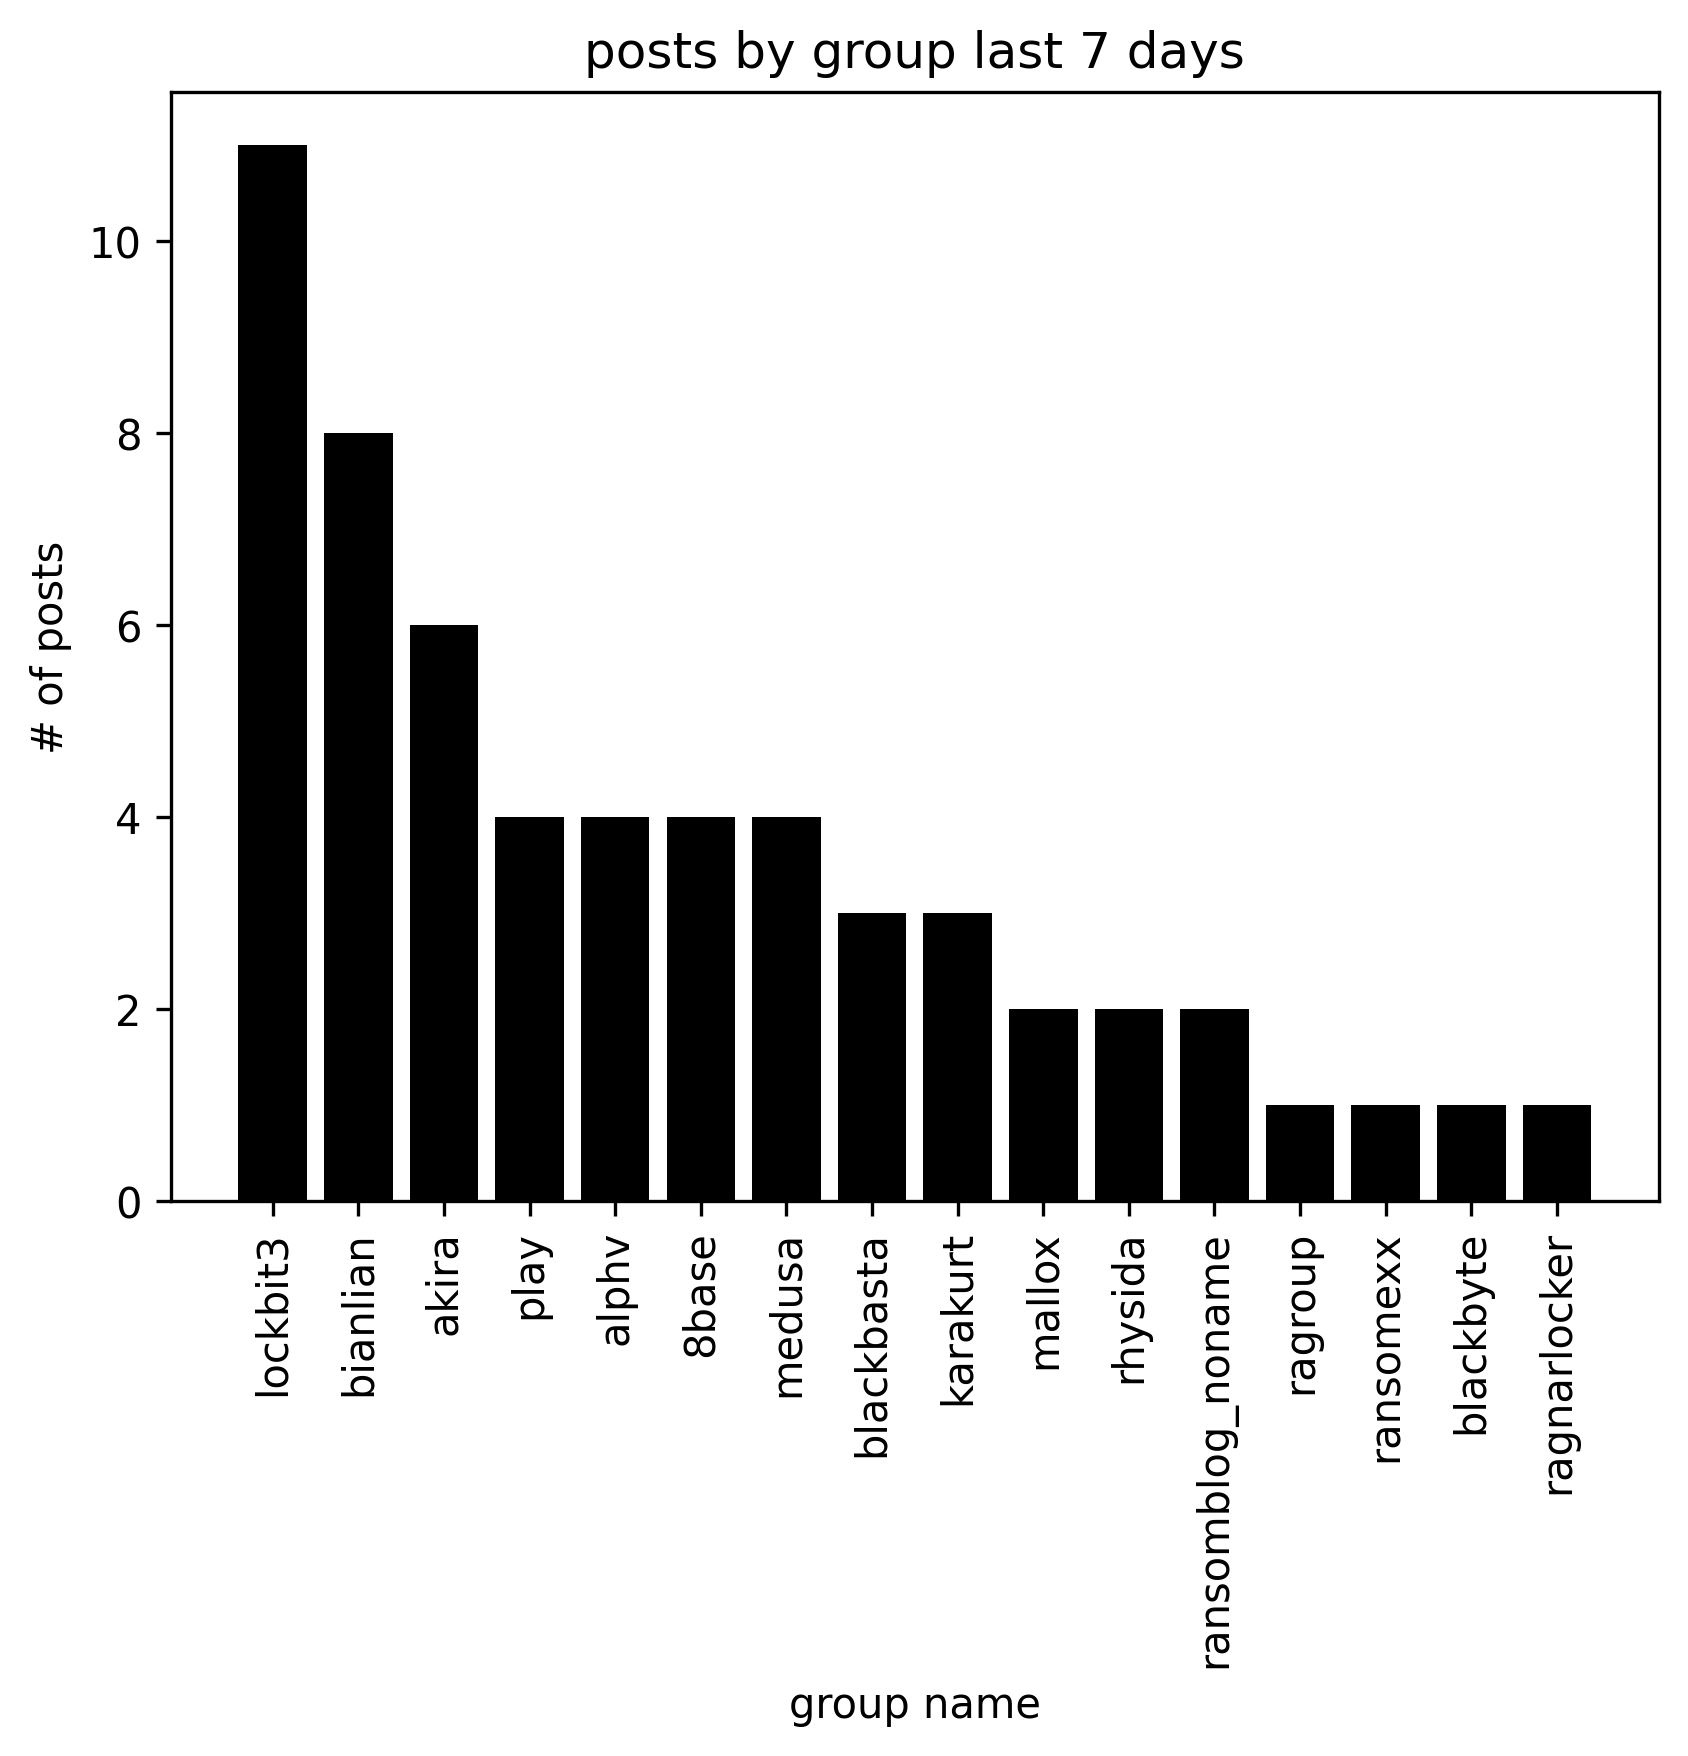 posts by group last 7 days
# of posts
10
8
6
4
2
0
lockbit3
bianlian
akira
play
alphv
8base
medusa
blackbasta
karakurt
mallox
rhysida
ransomblog_noname
ragroup
ransomexx
blackbyte
ragnarlocker
group name